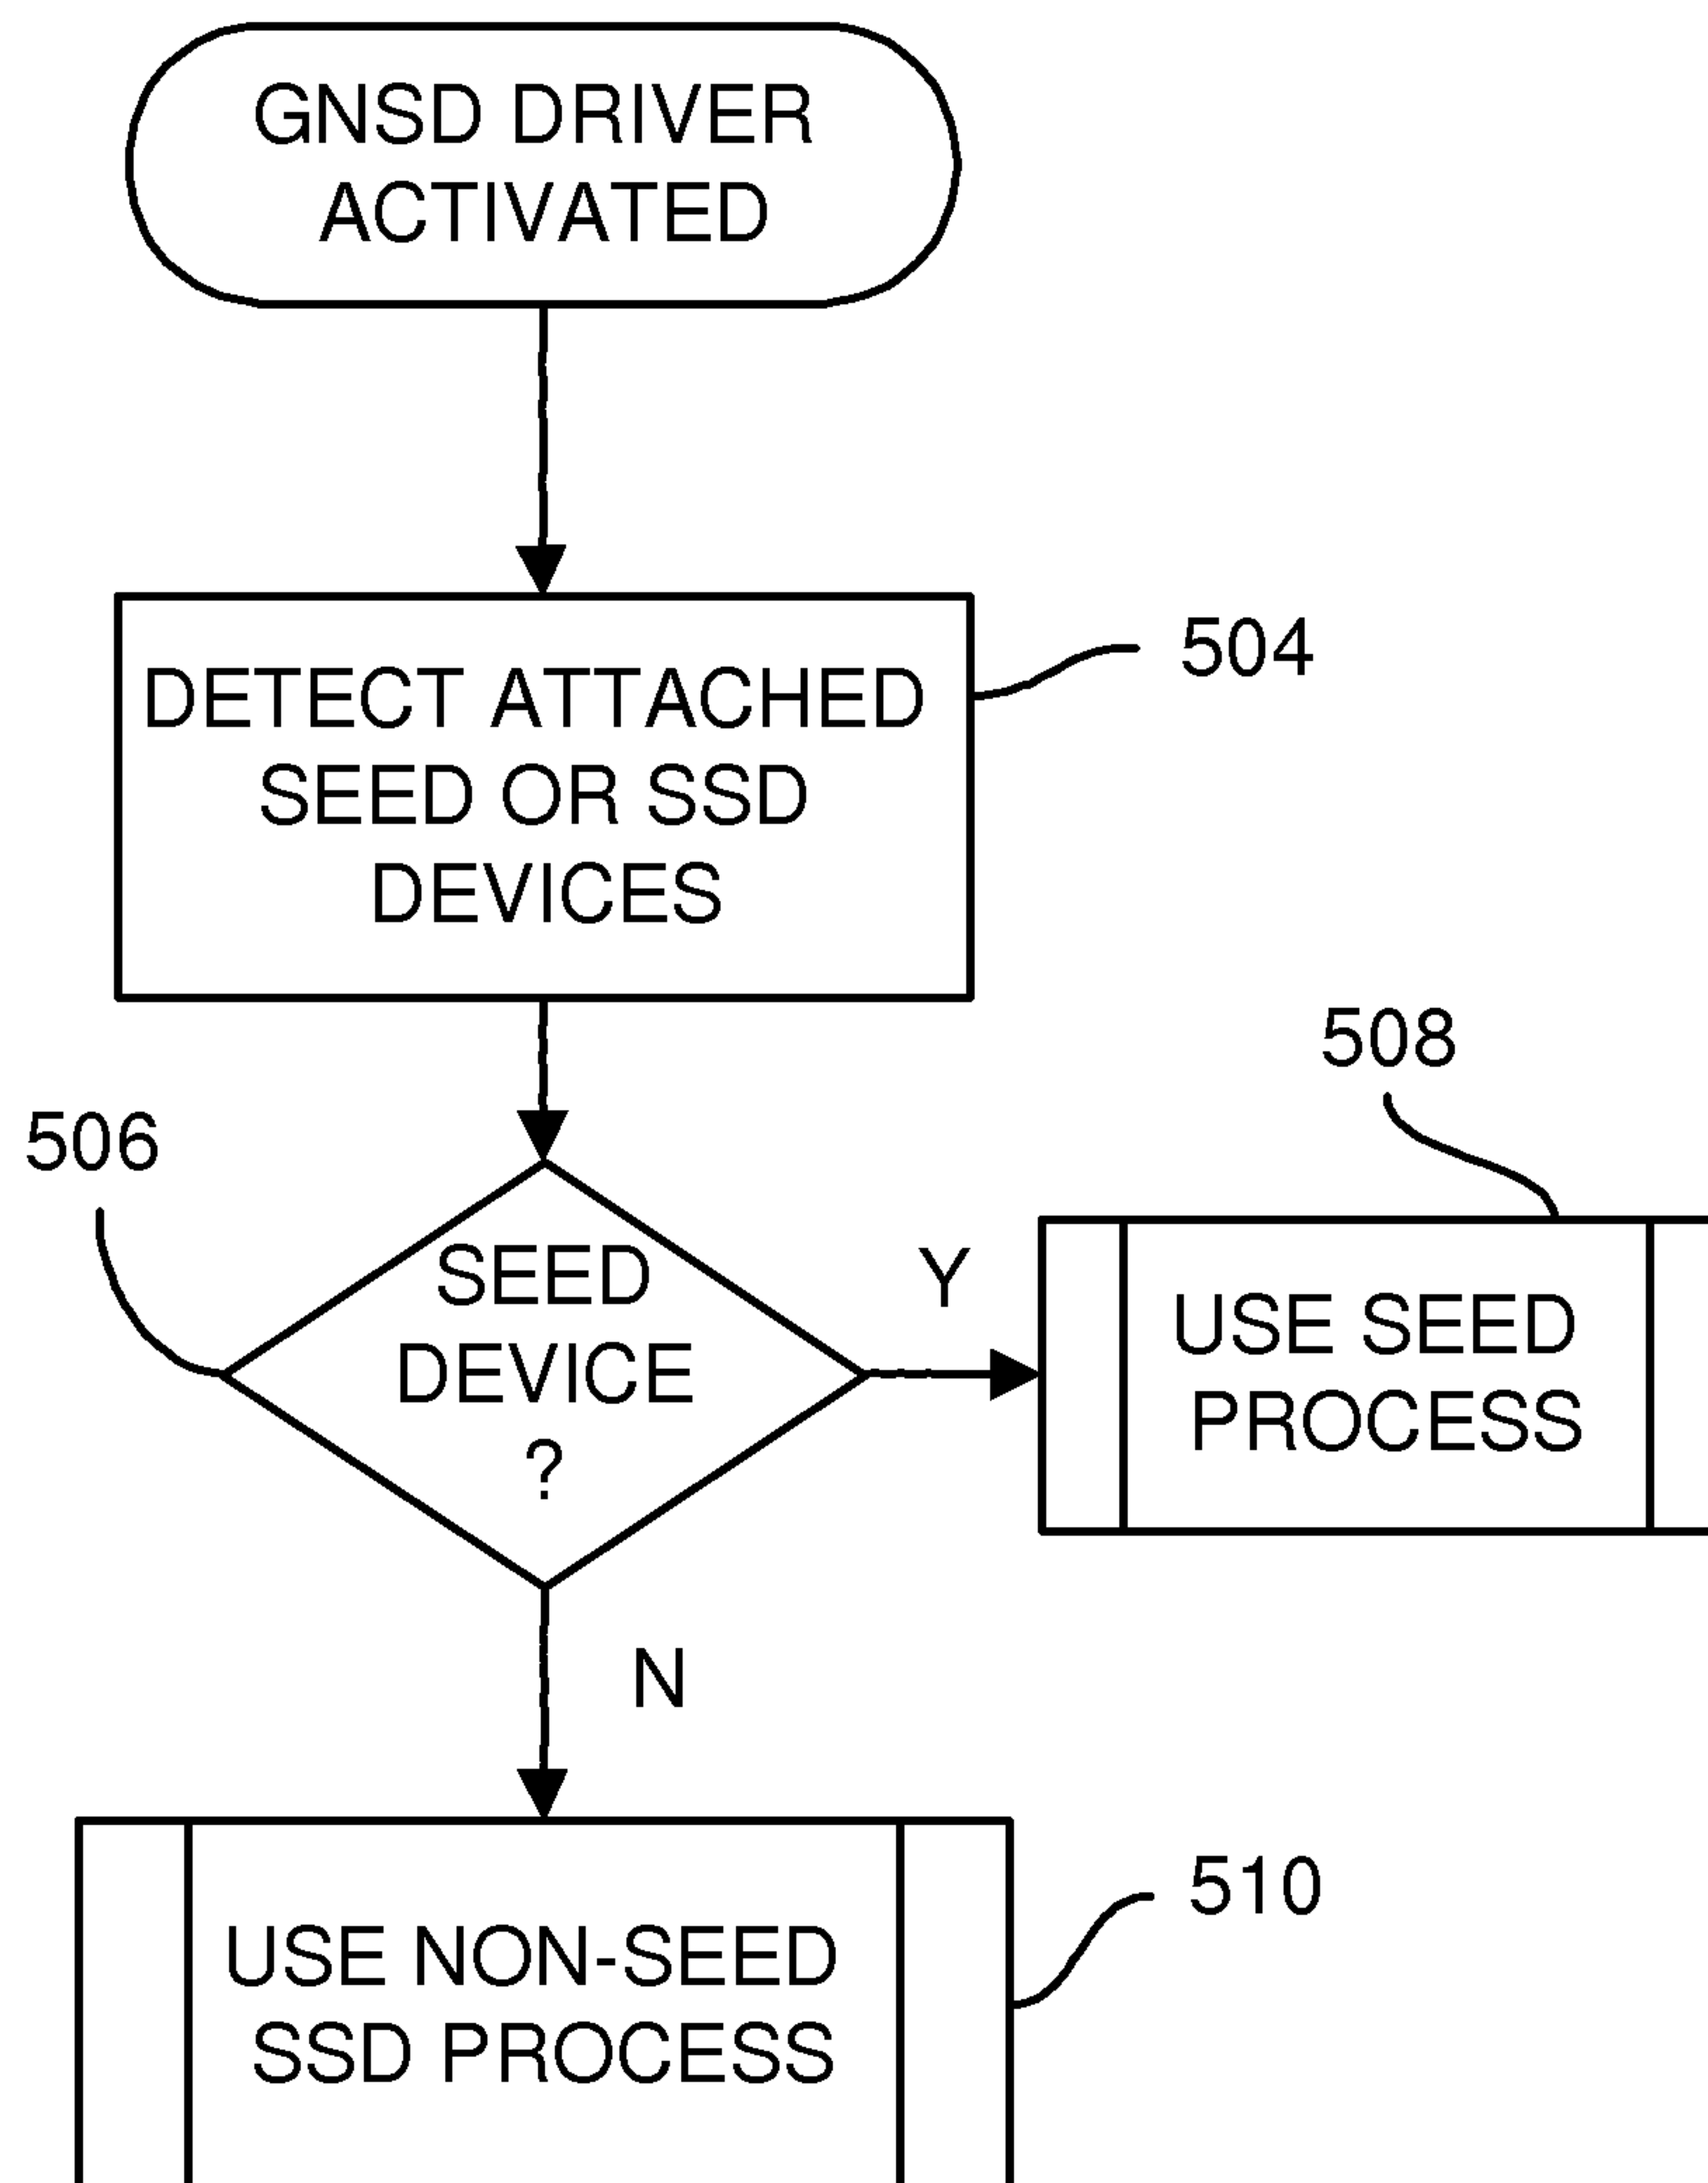 GNSD DRIVER
ACTIVATED
DETECT ATTACHED
SEED OR SSD
DEVICES
504
506
SEED
DEVICE
?
Y
508
USE SEED
PROCESS
N
USE NON-SEED
SSD PROCESS
510